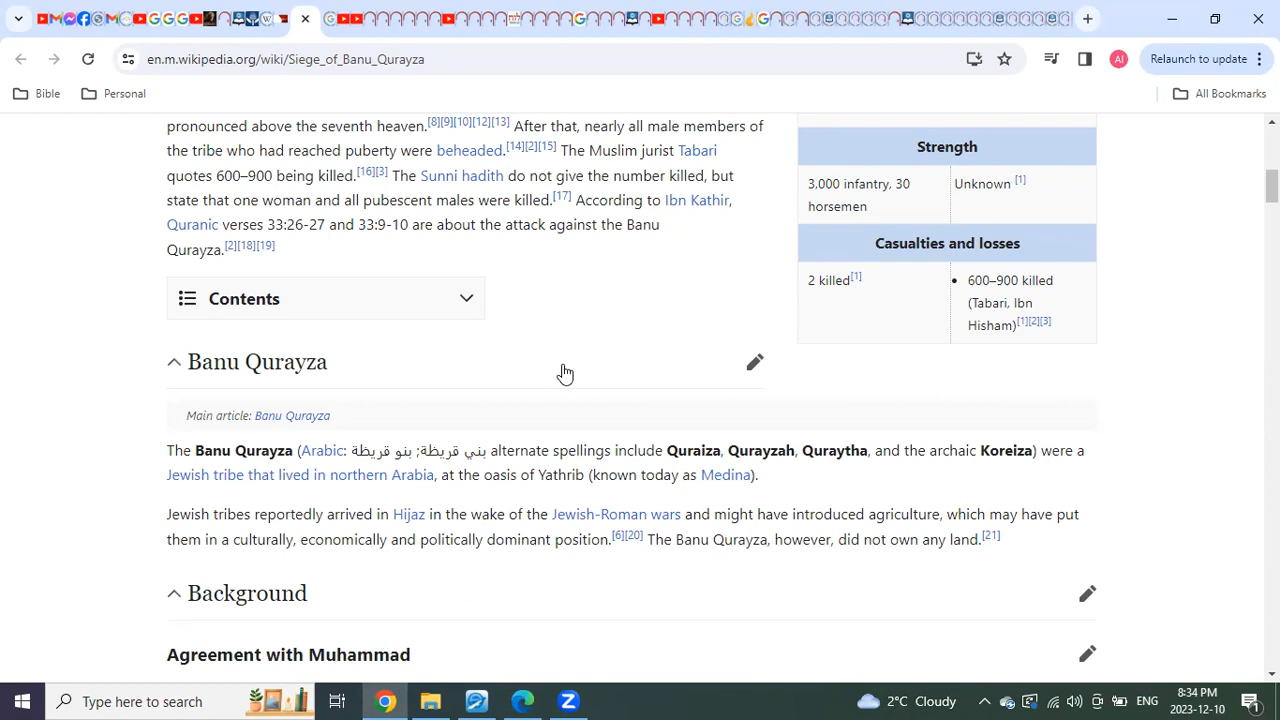 en.m.wikipedia.org/wiki/Siege_of_Banu_Qurayza
AI
Relaunch to update
Bible
Personal
All Bookmarks
pronounced above the seventh heaven.[8][9][10][12][13] After that, nearly all male members of
the tribe who had reached puberty were beheaded.[14][2][15] The Muslim jurist Tabari
quotes 600–900 being killed.[16][3] The Sunni hadith do not give the number killed, but
state that one woman and all pubescent males were killed.[17] According to Ibn Kathir,
Quranic verses 33:26-27 and 33:9-10 are about the attack against the Banu
Qurayza.[2][18][19]
Strength
3,000 infantry, 30
horsemen
Unknown [1]
Casualties and losses
2 killed[1]
• 600–900 killed
(Tabari, Ibn
Hisham)[1][2][3]
Contents
Banu Qurayza
Main article: Banu Qurayza
The Banu Qurayza (Arabic: بني قريظة; بنو قريظة alternate spellings include Quraiza, Qurayzah, Quraytha, and the archaic Koreiza) were a
Jewish tribe that lived in northern Arabia, at the oasis of Yathrib (known today as Medina).
Jewish tribes reportedly arrived in Hijaz in the wake of the Jewish-Roman wars and might have introduced agriculture, which may have put
them in a culturally, economically and politically dominant position.[6][20] The Banu Qurayza, however, did not own any land.[21]
Background
Agreement with Muhammad
Type here to search
2°C Cloudy
ENG
8:34 PM
2023-12-10
1